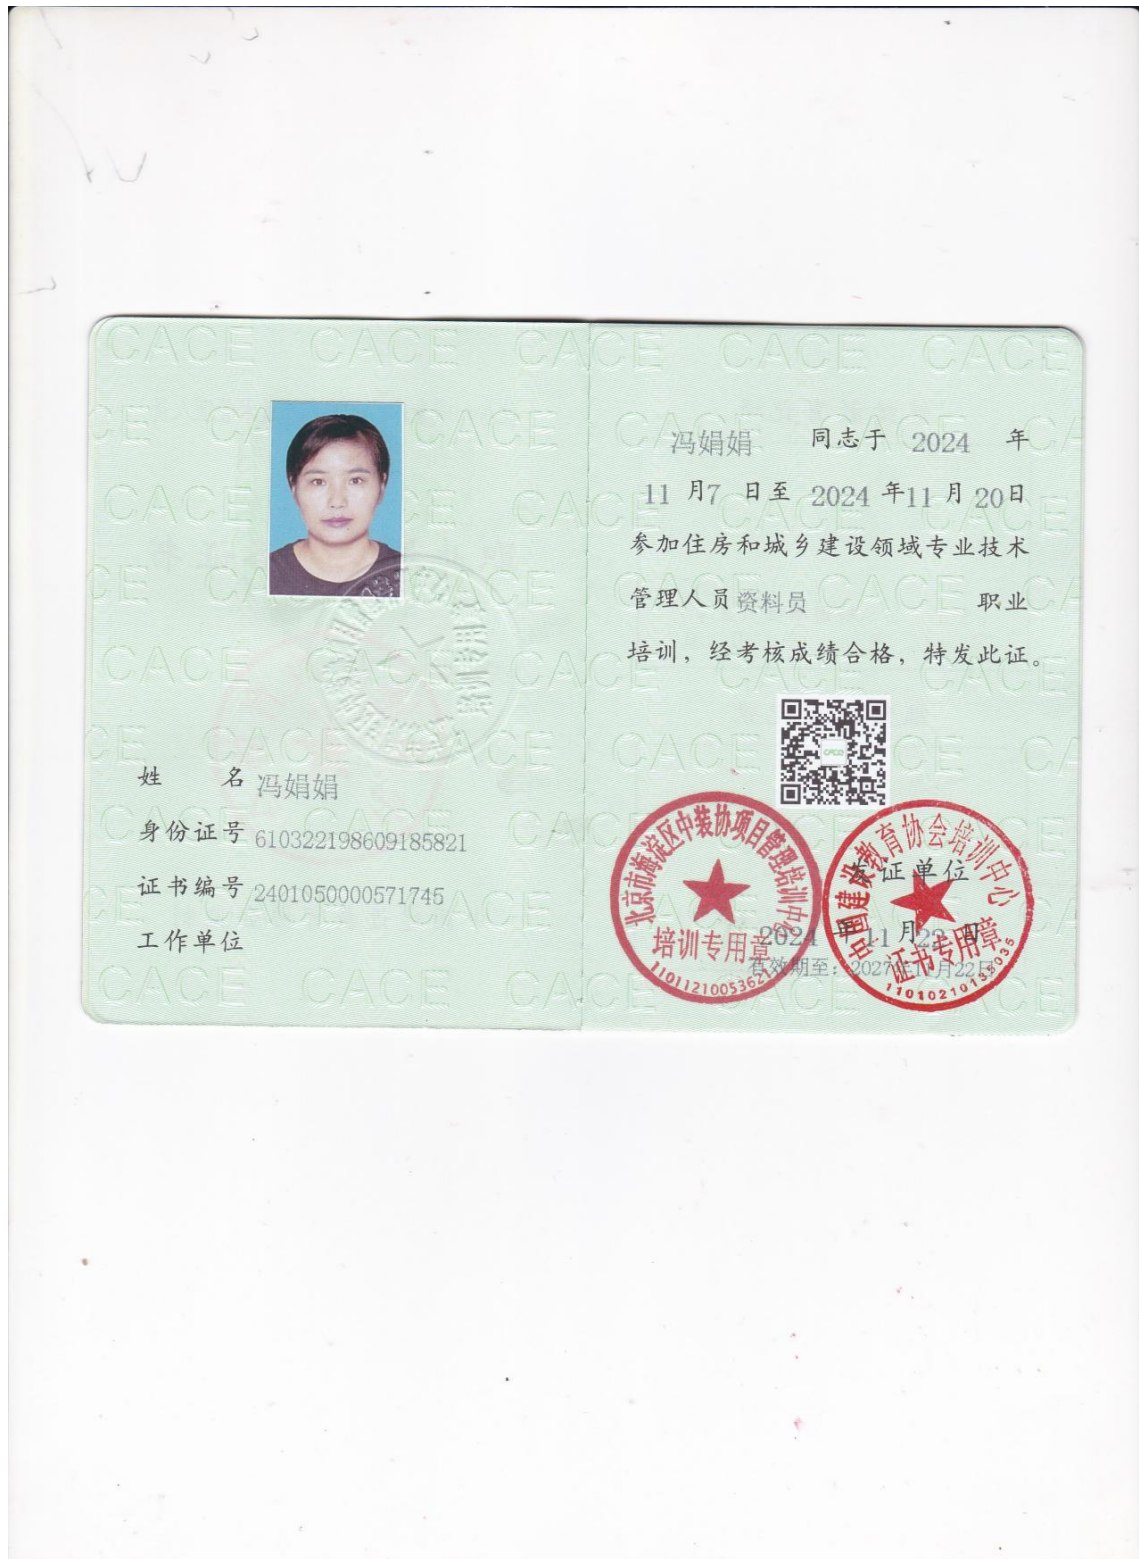 CACE
姓 名 冯娟娟
身份证号 610322198609185821
证书编号 2401050000571745
工作单位
冯娟娟 同志于 2024 年
11 月 7 日至 2024 年 11 月 20 日
参加住房和城乡建设领域专业技术
管理人员 资料员 职业
培训，经考核成绩合格，特发此证。
北京市海淀区中装协项目管理培训中心
培训专用章
中国建设教育协会培训中心
证书专用章
发证单位
2024 年 11 月 22 日
有效期至：2027年11月22日